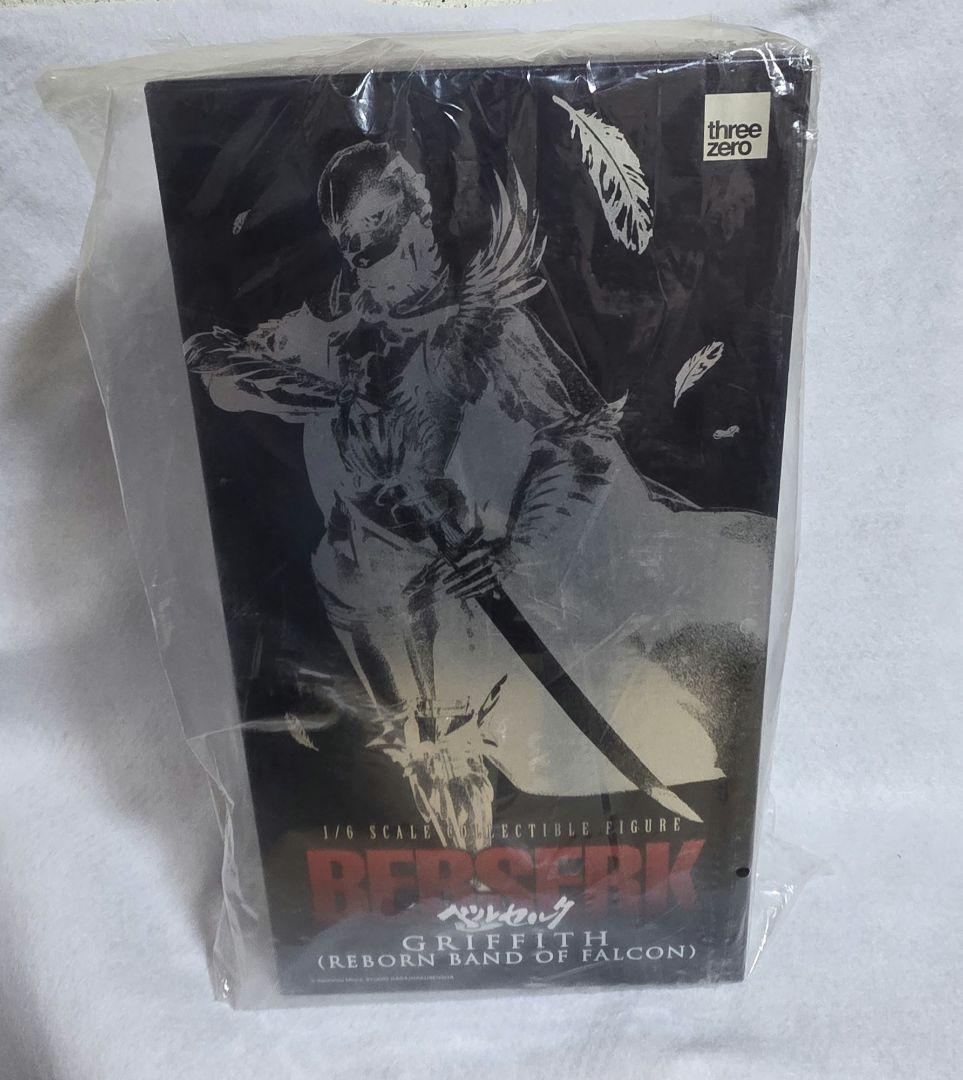 three
zero
1/6 SCALE COLLECTIBLE FIGURE
BERSERK
ベルセルク
GRIFFITH
(REBORN BAND OF FALCON)